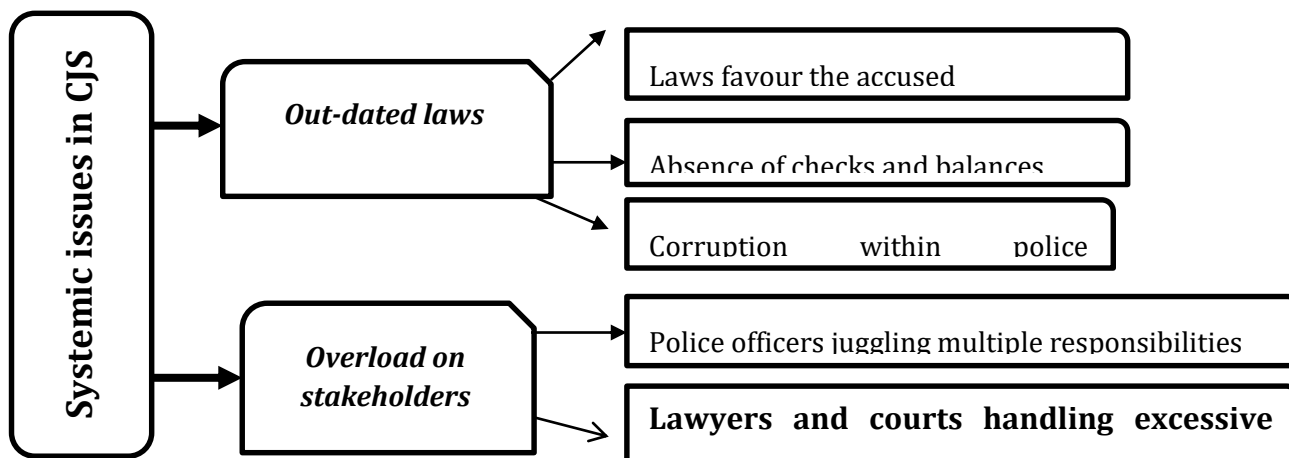 Systemic issues in CJS
Out-dated laws
Laws favour the accused
Absence of checks and balances
Corruption within police
Overload on
stakeholders
Police officers juggling multiple responsibilities
Lawyers and courts handling excessive